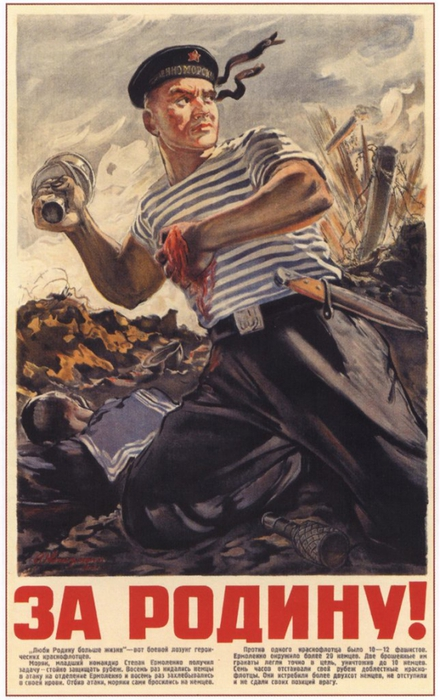 ЗА РОДИНУ!
„Люби Родину больше жизни"—вот боевой лозунг герои-
ческих краснофлотцев.
Моряк, младший командир Степан Ермоленко получил
задачу—стойко защищать рубеж. Восемь раз кидались немцы
в атаку на отделение Ермоленко и восемь раз захлебывались
в своей крови. Отбив атаки, моряки сами бросились на немцев.
Против одного краснофлотца было 10—12 фашистов.
Ермоленко окружило более 20 немцев. Две брошенные им
гранаты легли точно в цель, уничтожив до 10 немцев.
Семь часов отстаивали свой рубеж доблестные красно-
флотцы. Они истребили более двухсот немцев, не отступили
и не сдали своих позиций врагу.